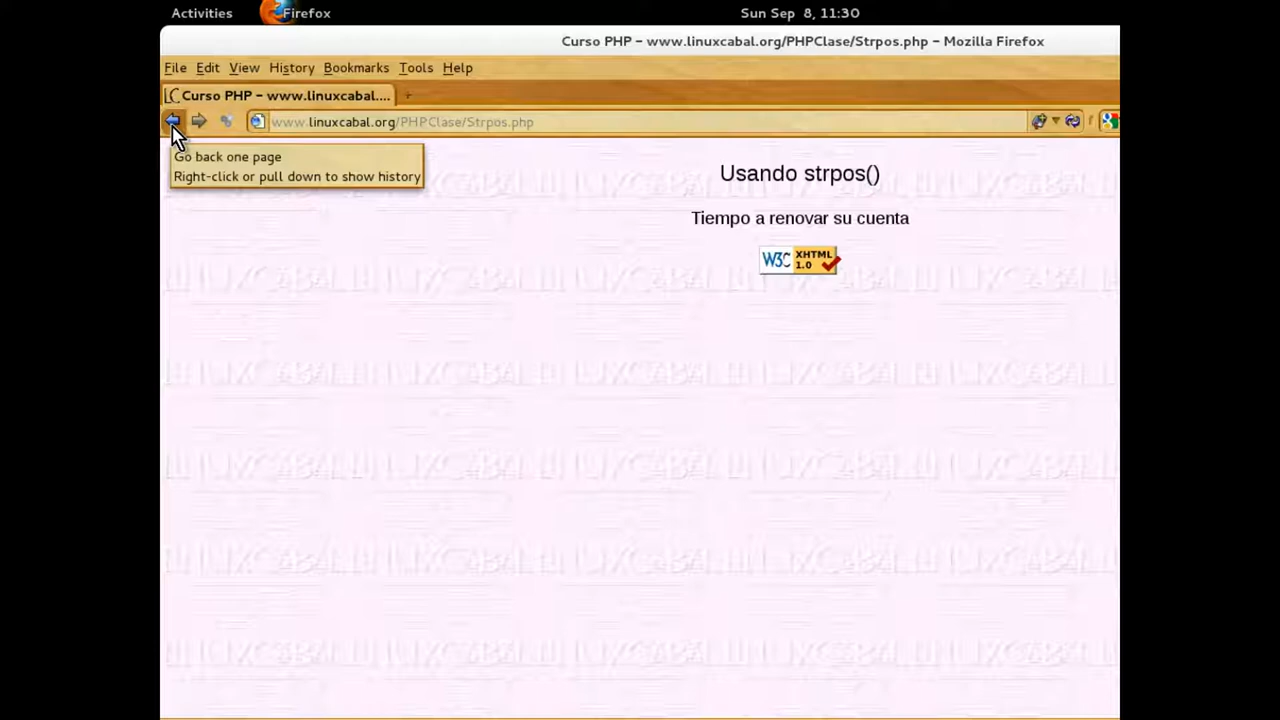 Activities Firefox Sun Sep 8, 11:30
Curso PHP - www.linuxcabal.org/PHPClase/Strpos.php - Mozilla Firefox
File Edit View History Bookmarks Tools Help
Curso PHP - www.linuxcabal.... +
www.linuxcabal.org/PHPClase/Strpos.php
Go back one page
Right-click or pull down to show history
Usando strpos()
Tiempo a renovar su cuenta
W3C XHTML
1.0